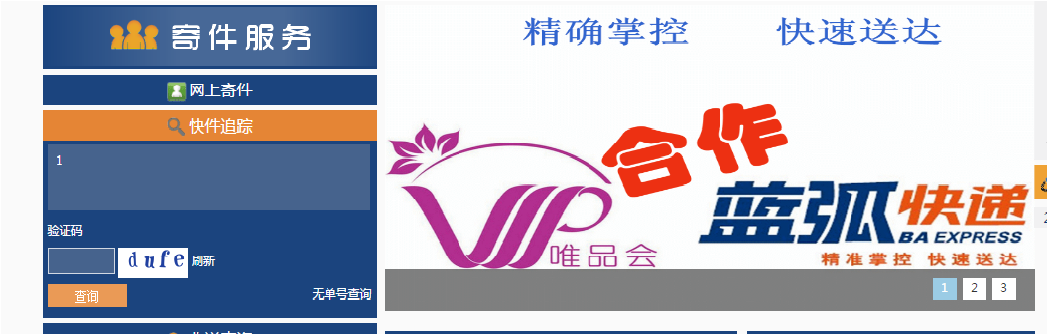 寄件服务
网上寄件
快件追踪
1
验证码
dufe 刷新
查询
无单号查询
精确掌控 快速送达
合作
VIP
唯品会
蓝弧快递
BA EXPRESS
精准掌控 快速送达
1 2 3